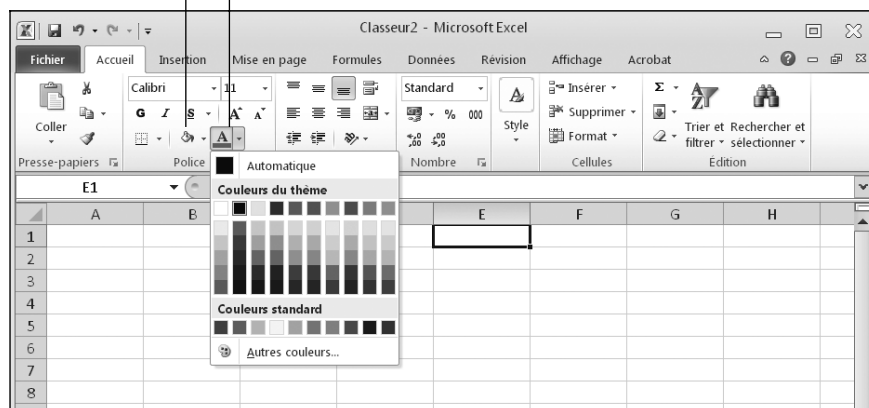 Classeur2 - Microsoft Excel
Fichier Accueil Insertion Mise en page Formules Données Révision Affichage Acrobat
Calibri 11 Standard Insérer Σ
G I S A A % 000 Supprimer
Coller A Style Format Trier et filtrer Rechercher et sélectionner
Presse-papiers Police Nombre Cellules Édition
E1
Automatique
Couleurs du thème
Couleurs standard
Autres couleurs...
A B E F G H
1
2
3
4
5
6
7
8